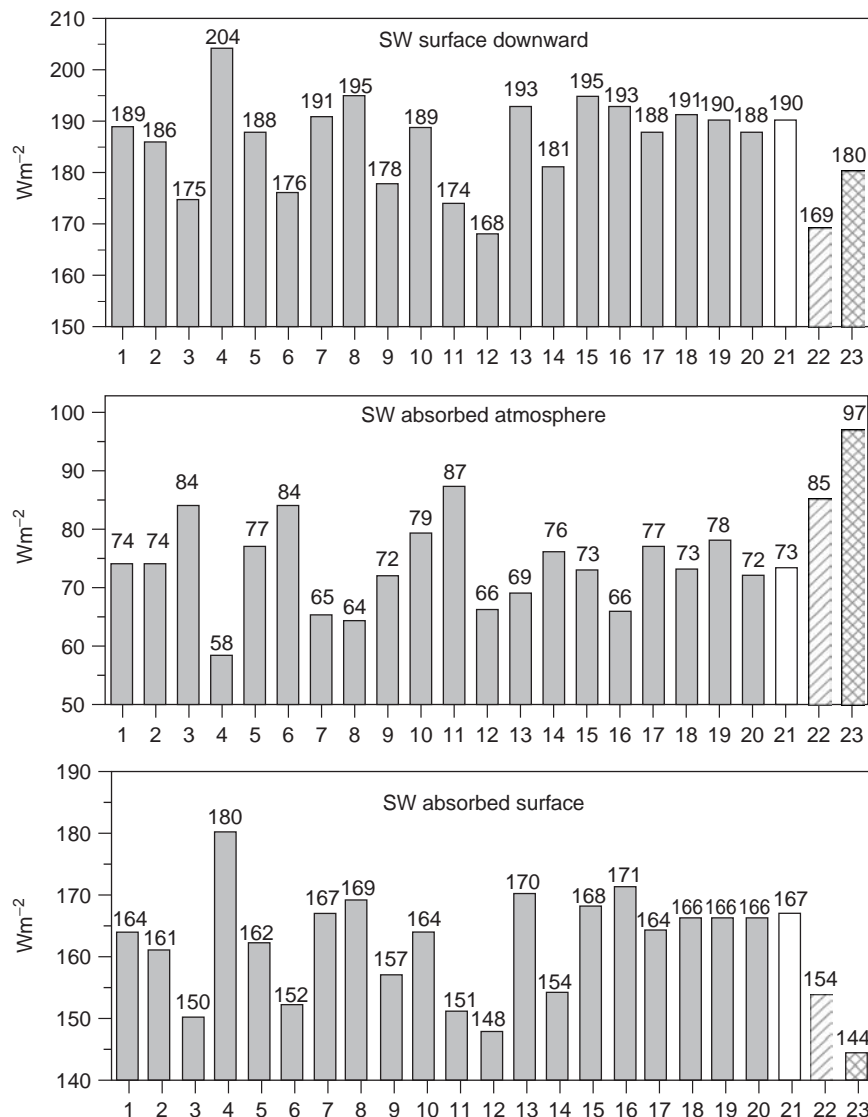 SW surface downward
Wm−2
210
200
190
180
170
160
150
189 186 175 204 188 176 191 195 178 189 174 168 193 181 195 193 188 191 190 188 190 169 180
1 2 3 4 5 6 7 8 9 10 11 12 13 14 15 16 17 18 19 20 21 22 23
SW absorbed atmosphere
Wm−2
100
90
80
70
60
50
74 74 84 58 77 84 65 64 72 79 87 66 69 76 73 66 77 73 78 72 73 85 97
1 2 3 4 5 6 7 8 9 10 11 12 13 14 15 16 17 18 19 20 21 22 23
SW absorbed surface
Wm−2
190
180
170
160
150
140
164 161 150 180 162 152 167 169 157 164 151 148 170 154 168 171 164 166 166 166 167 154 144
1 2 3 4 5 6 7 8 9 10 11 12 13 14 15 16 17 18 19 20 21 22 23